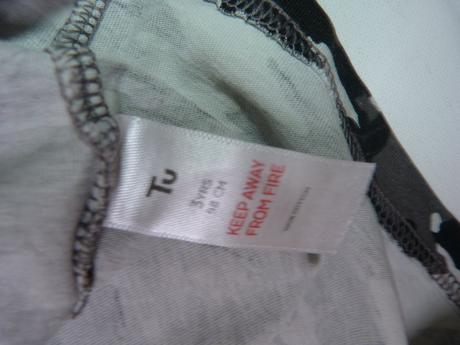 Tu
3 YRS
98 CM
KEEP AWAY
FROM FIRE